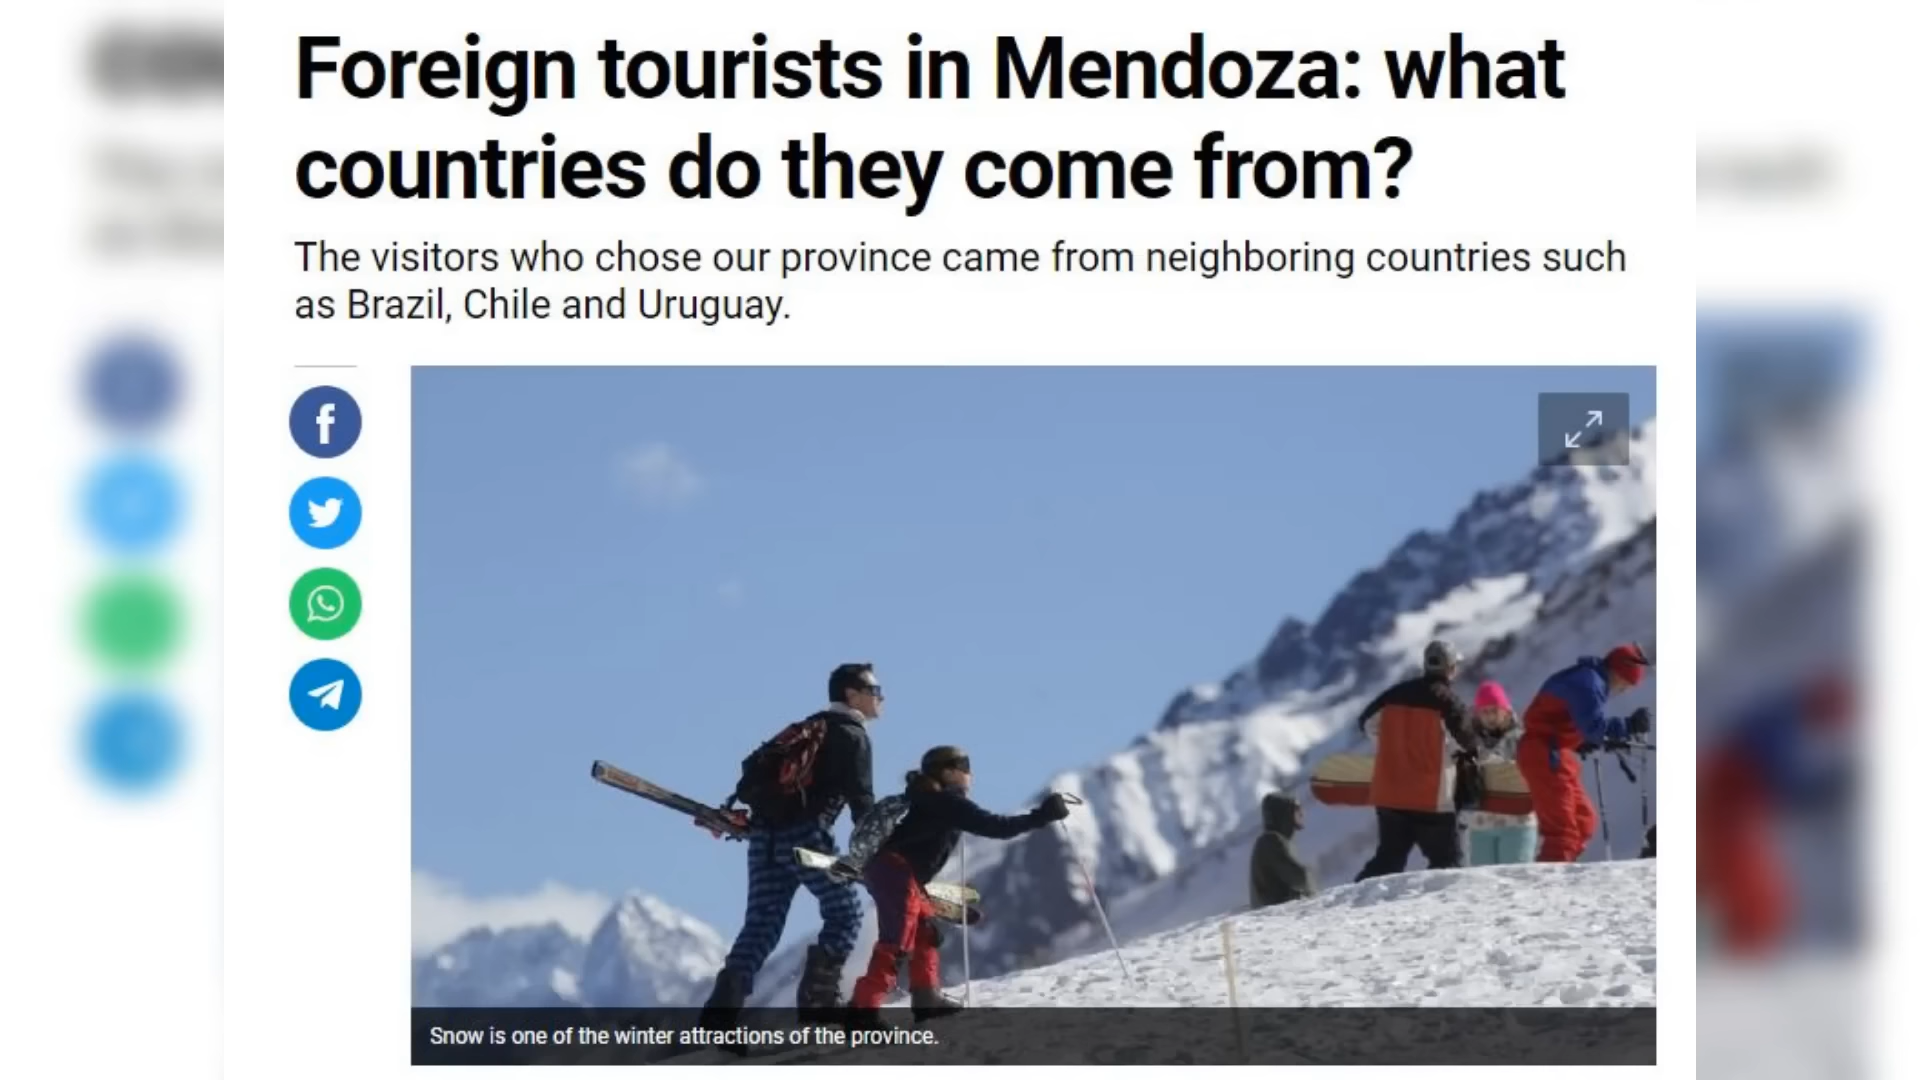 Foreign tourists in Mendoza: what
countries do they come from?
The visitors who chose our province came from neighboring countries such
as Brazil, Chile and Uruguay.
Snow is one of the winter attractions of the province.